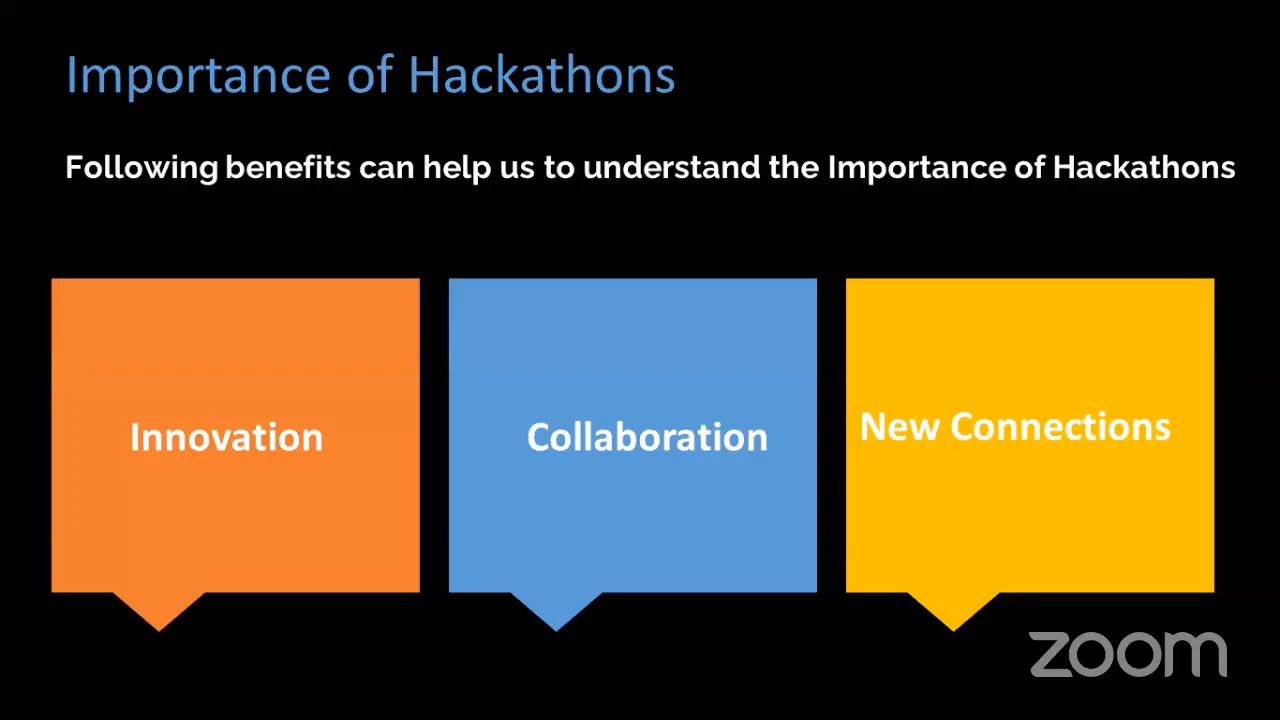 Importance of Hackathons
Following benefits can help us to understand the Importance of Hackathons
Innovation
Collaboration
New Connections
zoom